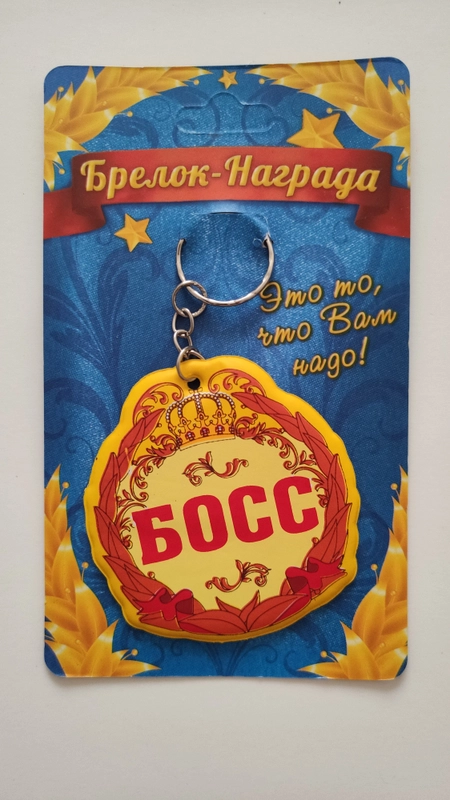 Брелок-Награда
Это то,
что Вам
надо!
БОСС